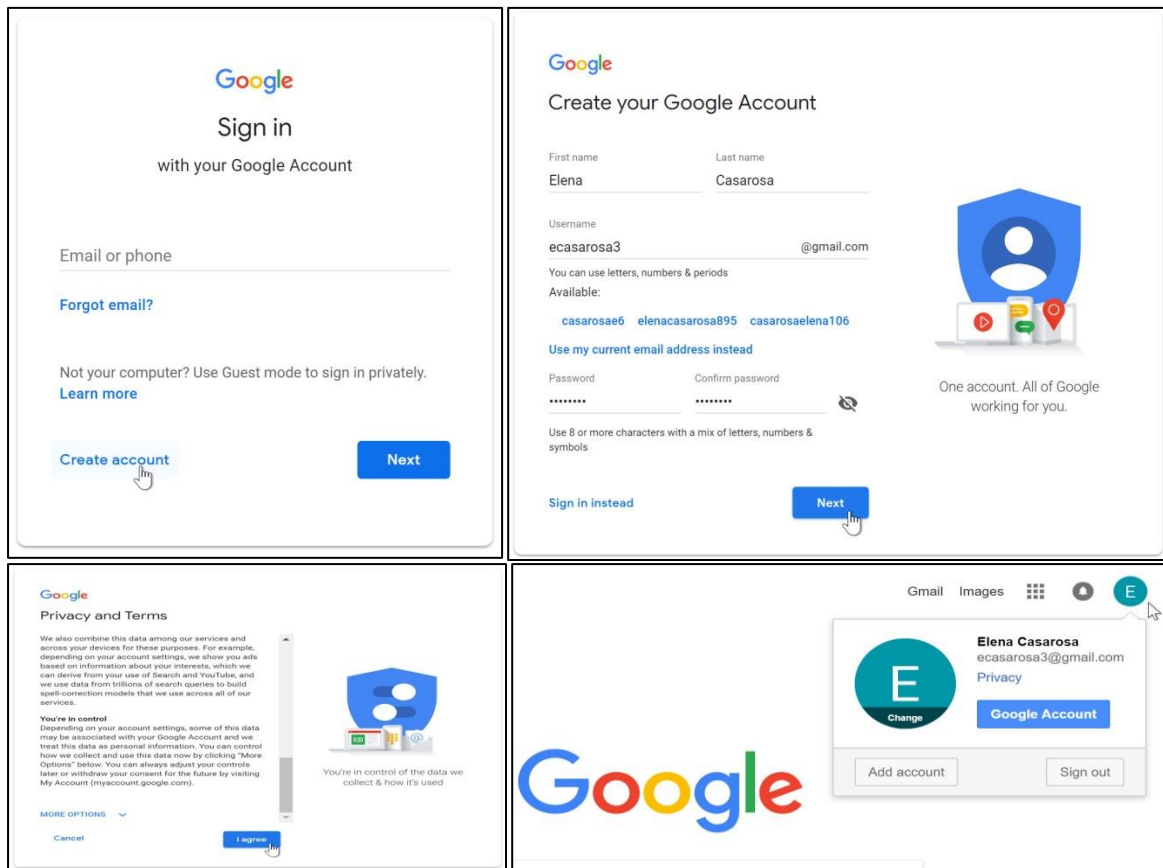 Google
Sign in
with your Google Account
Email or phone
Forgot email?
Not your computer? Use Guest mode to sign in privately.
Learn more
Create account
Next
Google
Create your Google Account
First name
Last name
Elena
Casarosa
Username
ecasarosa3
@gmail.com
You can use letters, numbers & periods
Available:
casarosae6 elenacasarosa895 casarosaelena106
Use my current email address instead
Password
Confirm password
••••••••
••••••••
Use 8 or more characters with a mix of letters, numbers &
symbols
Sign in instead
Next
One account. All of Google
working for you.
Google
Privacy and Terms
We also combine this data among our services and
across your devices for these purposes. For example,
depending on your account settings, we show you ads
based on information about your interests, which we
can derive from your use of Search and YouTube, and
we use data from trillions of search queries to build
spell-correction models that we use across all of our
services.
You're in control
Depending on your account settings, some of this data
may be associated with your Google Account and we
treat this data as personal information. You can control
how we collect and use this data now by clicking "More
Options" below. You can always adjust your controls
later or withdraw your consent for the future by visiting
My Account (myaccount.google.com).
MORE OPTIONS
Cancel
I agree
@
You're in control of the data we
collect & how it's used
Gmail Images
E
E
Change
Elena Casarosa
ecasarosa3@gmail.com
Privacy
Google Account
Add account
Sign out
Google